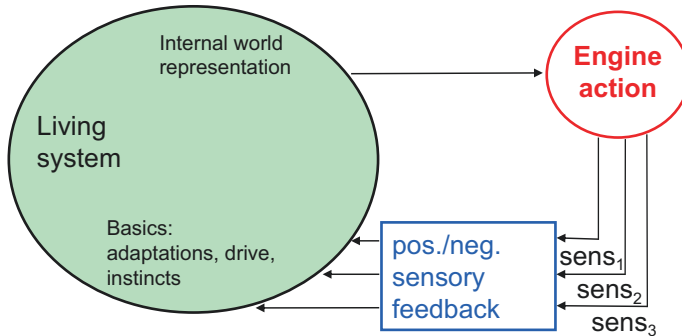 Internal world
representation
Engine
action
Living
system
Basics:
adaptations, drive,
instincts
pos./neg.
sensory
feedback
sens₁
sens₂
sens₃